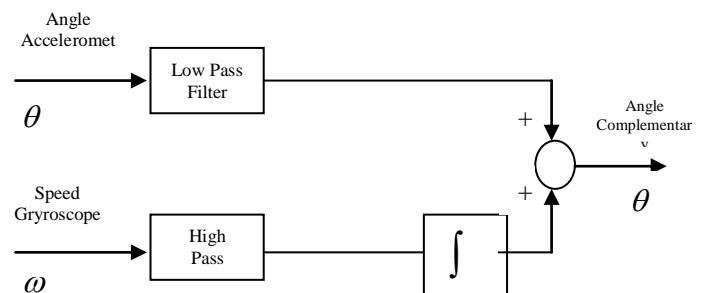 Angle
Acceleromet
θ
Low Pass
Filter
+
Angle
Complementar
y
θ
Speed
Gryroscope
ω
High
Pass
∫
+